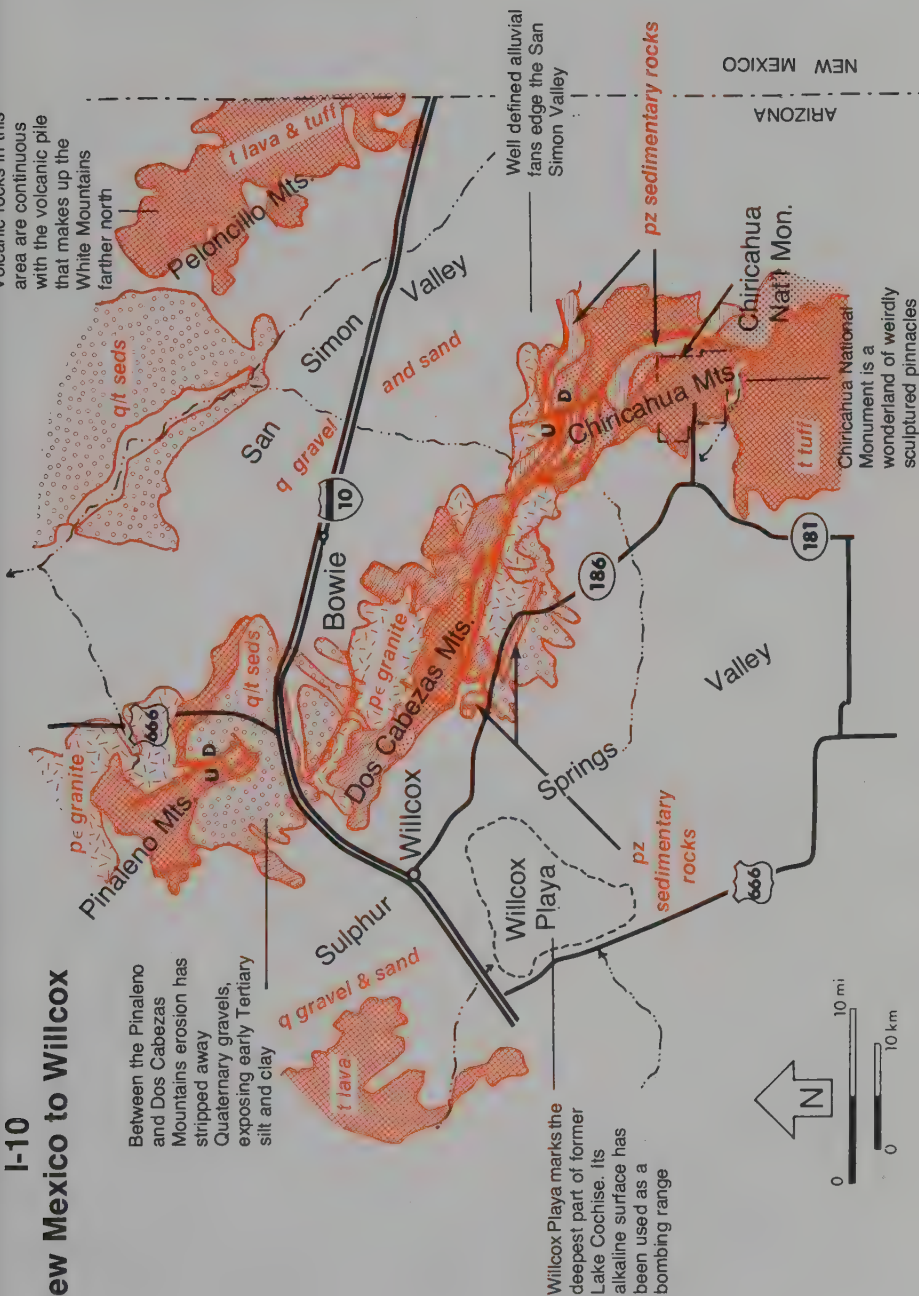 I-10
ew Mexico to Willcox
area are continuous
with the volcanic pile
that makes up the
White Mountains
farther north
t lava & tuff
Peloncillo Mts.
q/t seds
San Simon Valley
q gravel and sand
10
Bowie
Well defined alluvial
fans edge the San
Simon Valley
pz sedimentary rocks
ARIZONA
NEW MEXICO
Chiricahua
Nat'l Mon.
U D
Chiricahua Mts.
t tuff
Chiricahua National
Monument is a
wonderland of weirdly
sculptured pinnacles
666
pЄ granite
Pinaleno Mts.
U D
q/t seds
Between the Pinaleno
and Dos Cabezas
Mountains erosion has
stripped away
Quaternary gravels,
exposing early Tertiary
silt and clay
pЄ granite
Dos Cabezas Mts.
Willcox
186
181
Sulphur Springs Valley
q gravel & sand
t lava
Willcox
Playa
pz
sedimentary
rocks
666
Willcox Playa marks the
deepest part of former
Lake Cochise. Its
alkaline surface has
been used as a
bombing range
N
0 10 mi
0 10 km